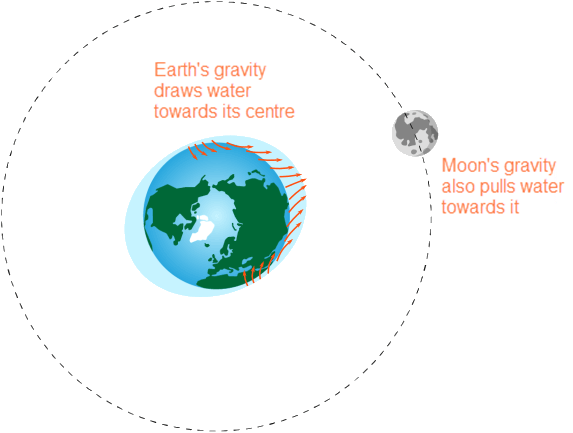 Earth's gravity
draws water
towards its centre
Moon's gravity
also pulls water
towards it